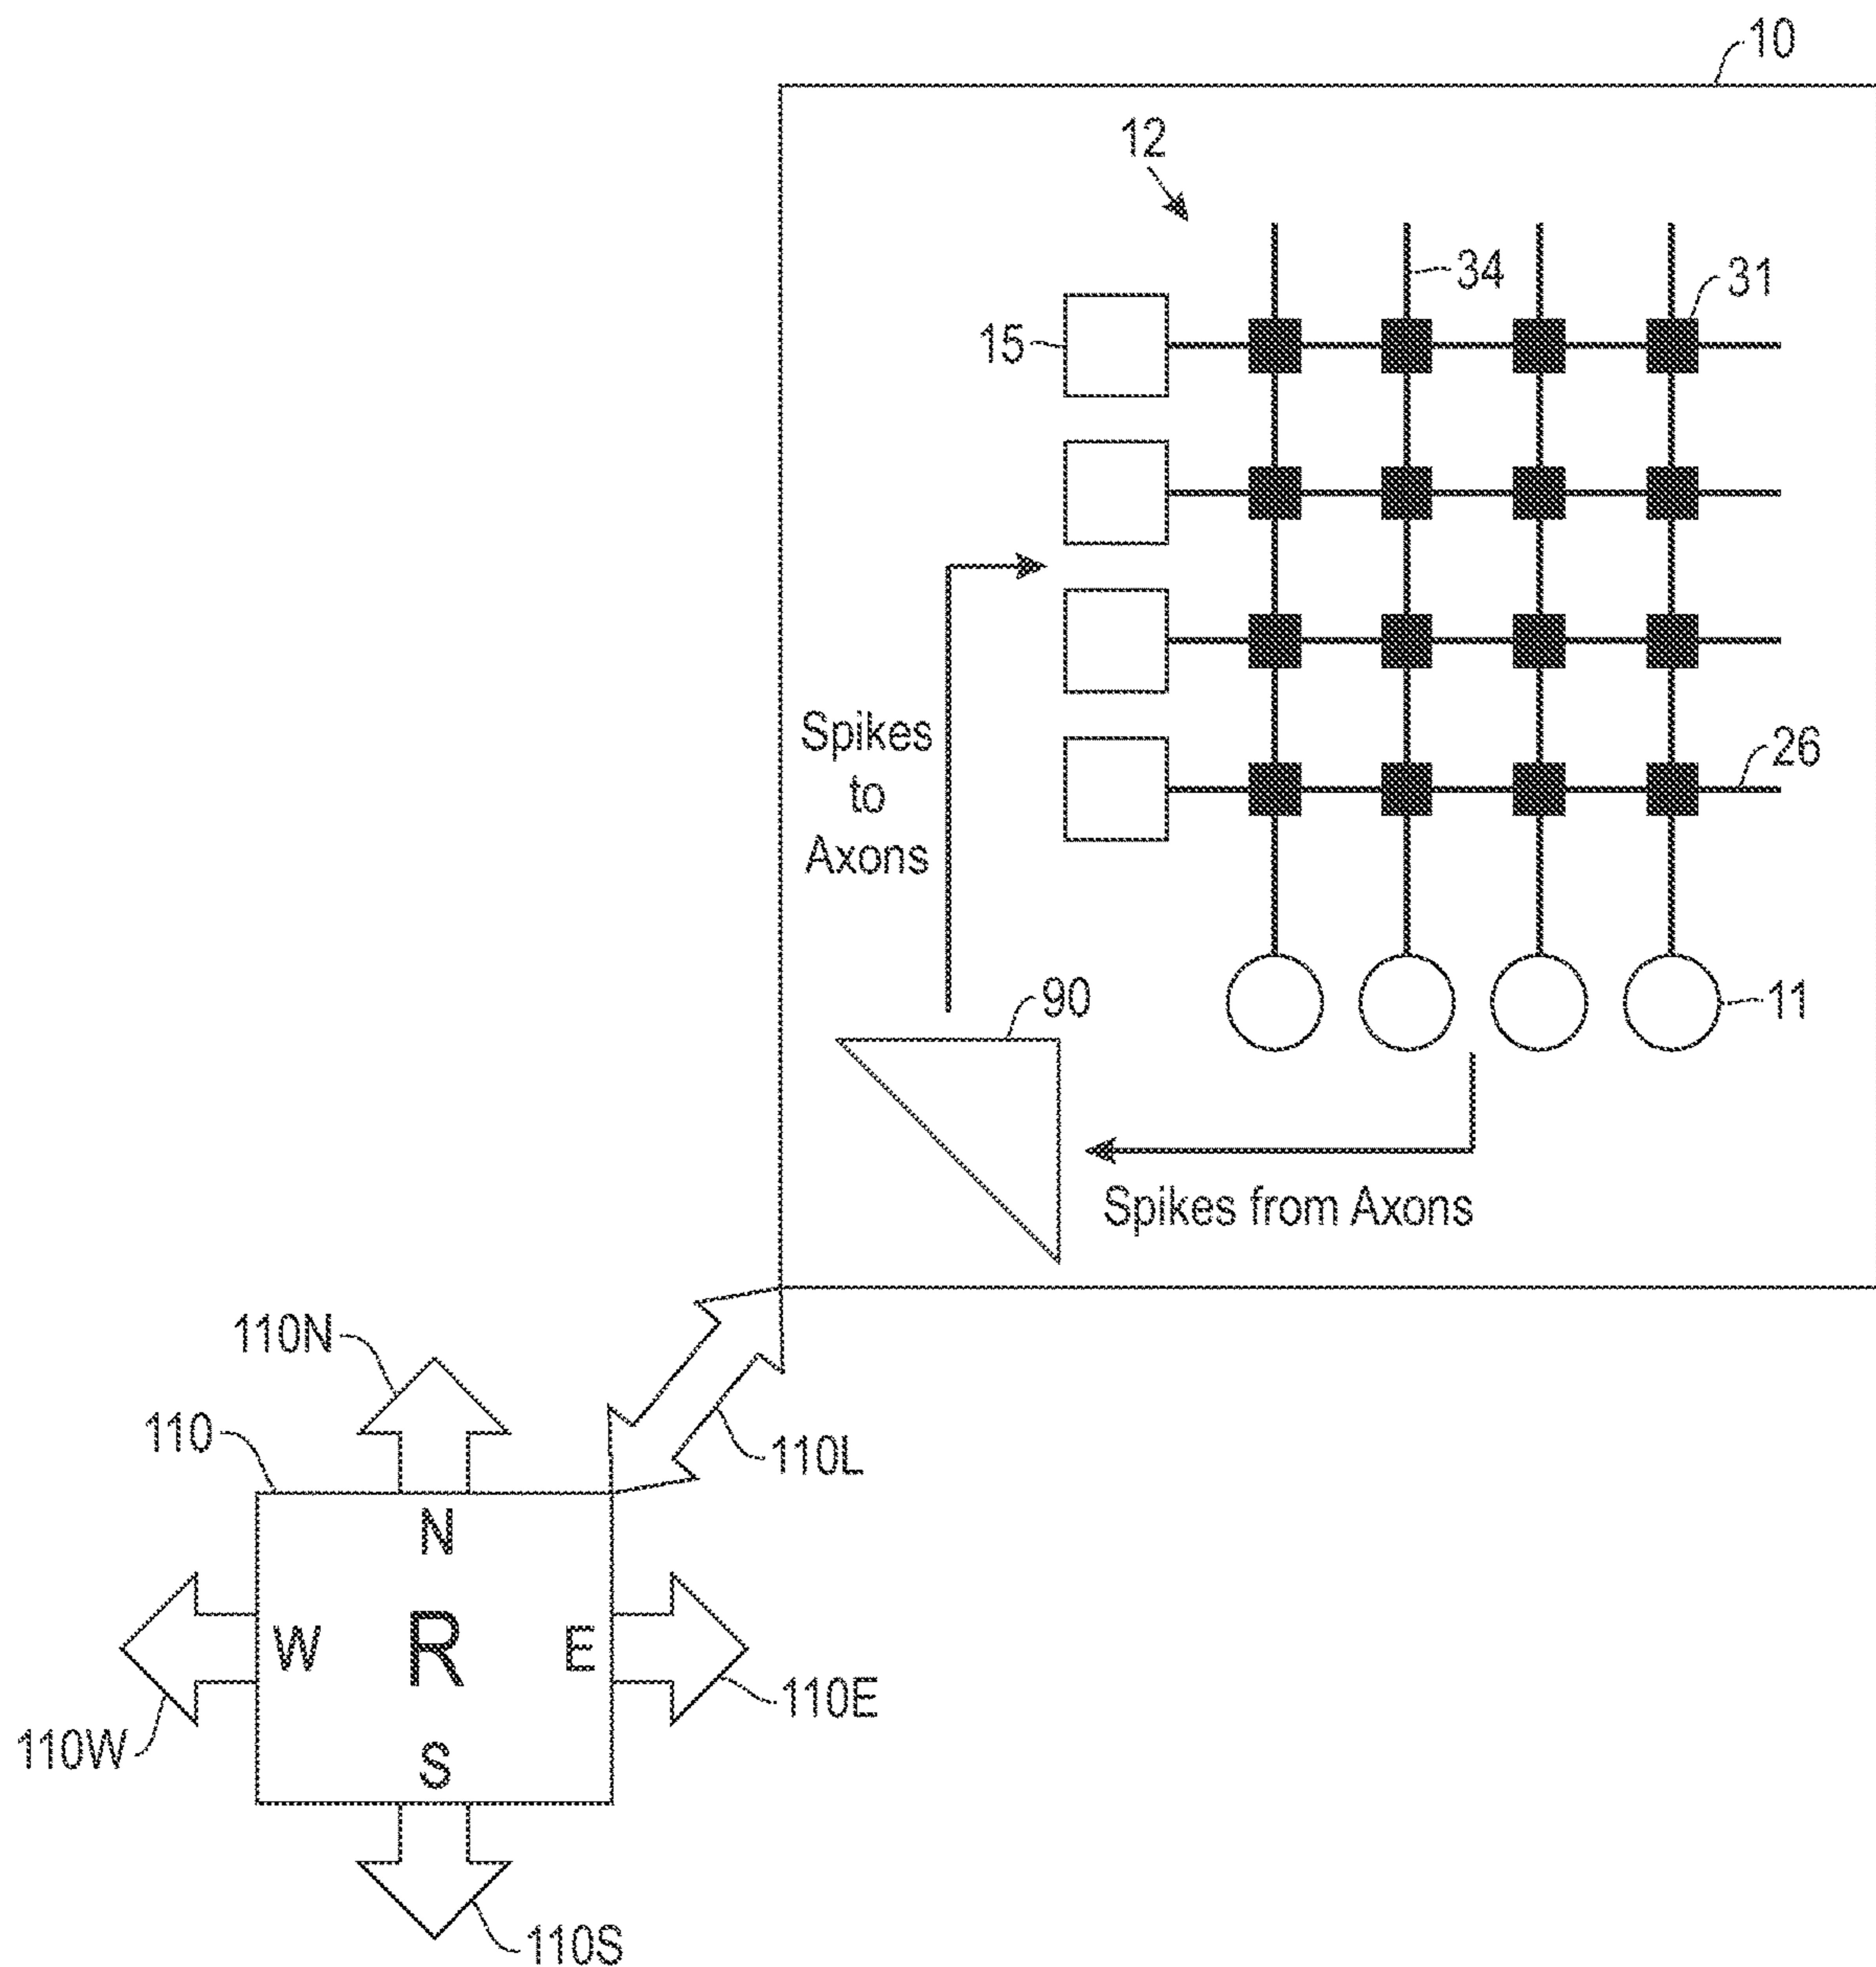 10
12
34
31
15
26
Spikes
to
Axons
90
11
Spikes from Axons
110N
110
110L
N
W R E
110E
110W
S
110S